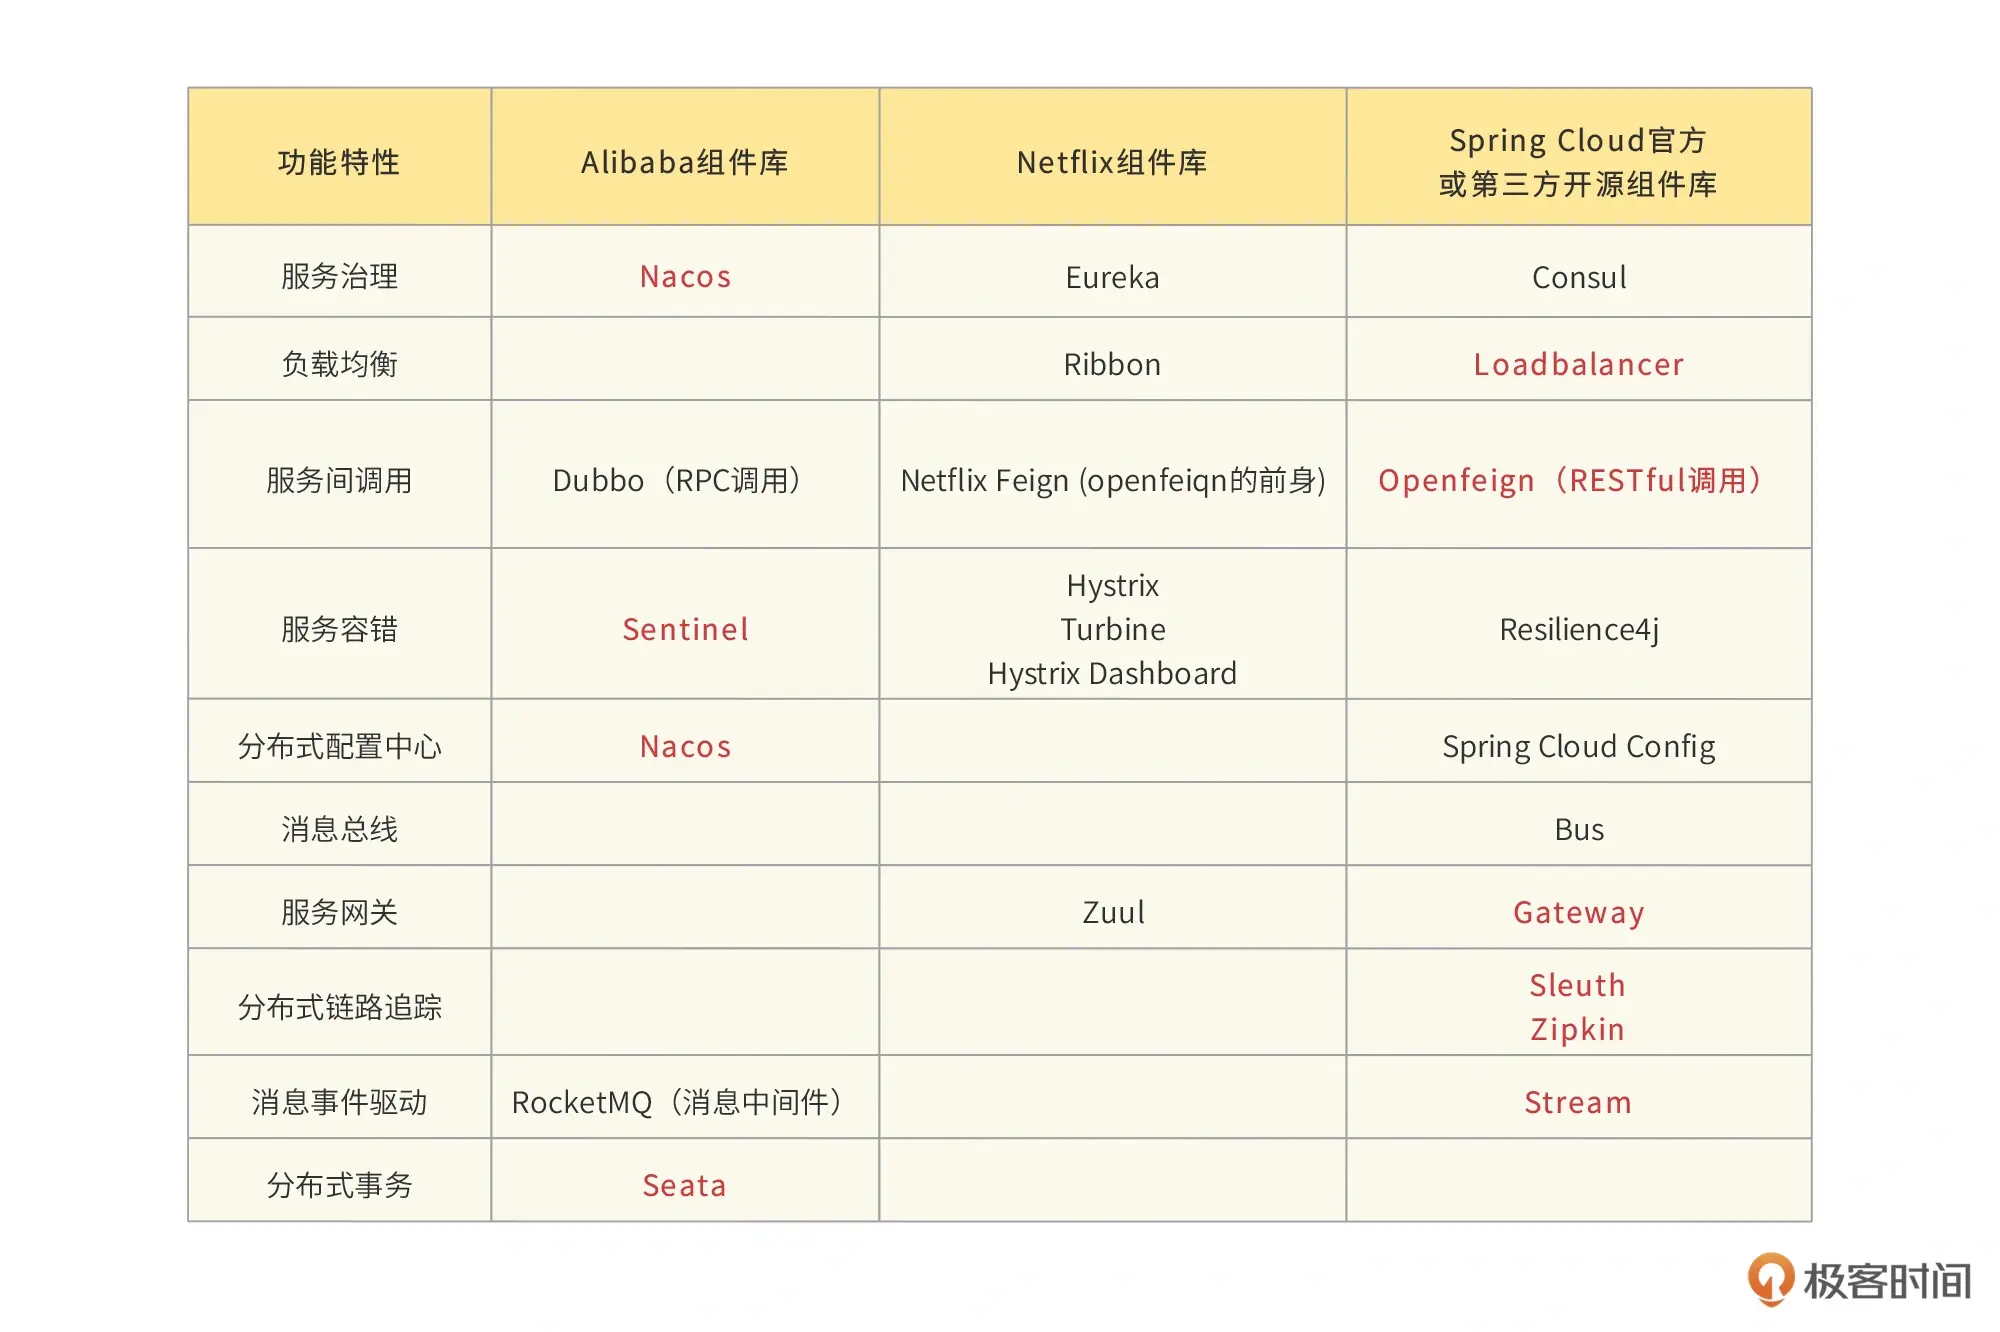 功能特性
Alibaba组件库
Netflix组件库
Spring Cloud官方
或第三方开源组件库
服务治理
Nacos
Eureka
Consul
负载均衡
Ribbon
Loadbalancer
服务间调用
Dubbo（RPC调用）
Netflix Feign (openfeiqn的前身)
Openfeign（RESTful调用）
服务容错
Sentinel
Hystrix
Turbine
Hystrix Dashboard
Resilience4j
分布式配置中心
Nacos
Spring Cloud Config
消息总线
Bus
服务网关
Zuul
Gateway
分布式链路追踪
Sleuth
Zipkin
消息事件驱动
RocketMQ（消息中间件）
Stream
分布式事务
Seata
极客时间